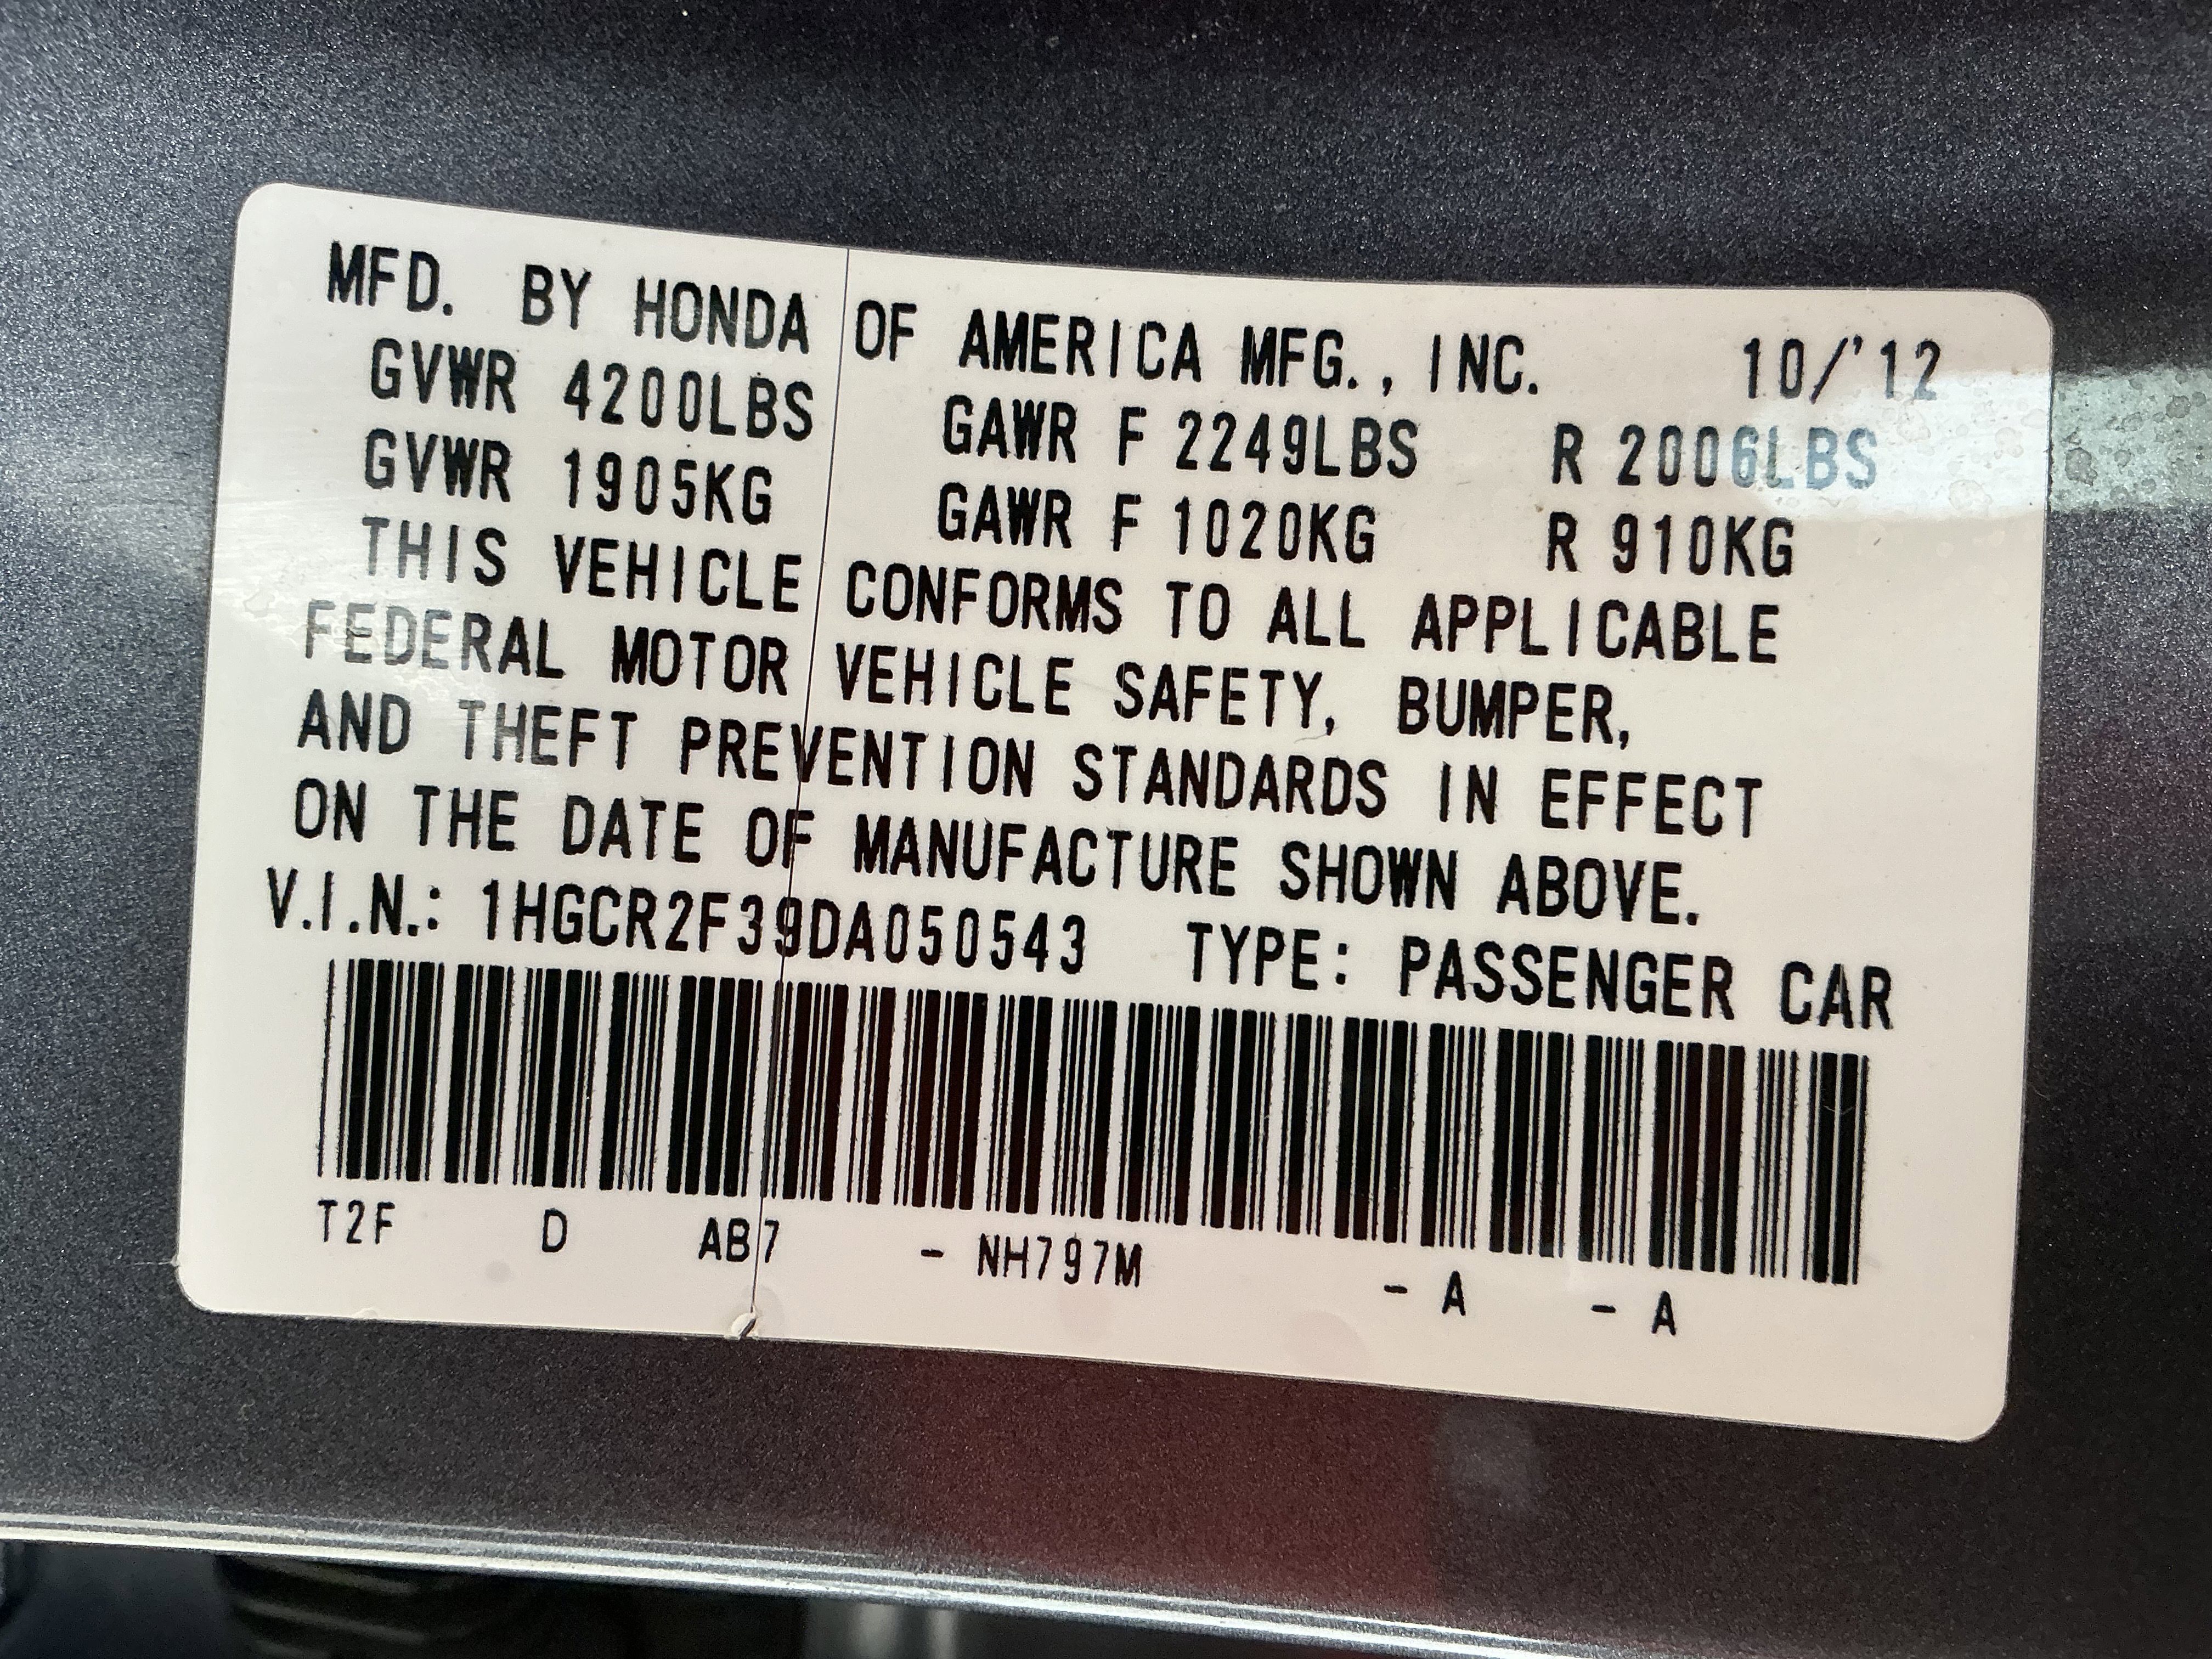 MFD. BY HONDA OF AMERICA MFG., INC. 10/'12
GVWR 4200LBS GAWR F 2249LBS R 2006LBS
GVWR 1905KG GAWR F 1020KG R 910KG
THIS VEHICLE CONFORMS TO ALL APPLICABLE
FEDERAL MOTOR VEHICLE SAFETY, BUMPER,
AND THEFT PREVENTION STANDARDS IN EFFECT
ON THE DATE OF MANUFACTURE SHOWN ABOVE.
V.I.N.: 1HGCR2F39DA050543 TYPE: PASSENGER CAR
T2F D AB7 - NH797M - A - A